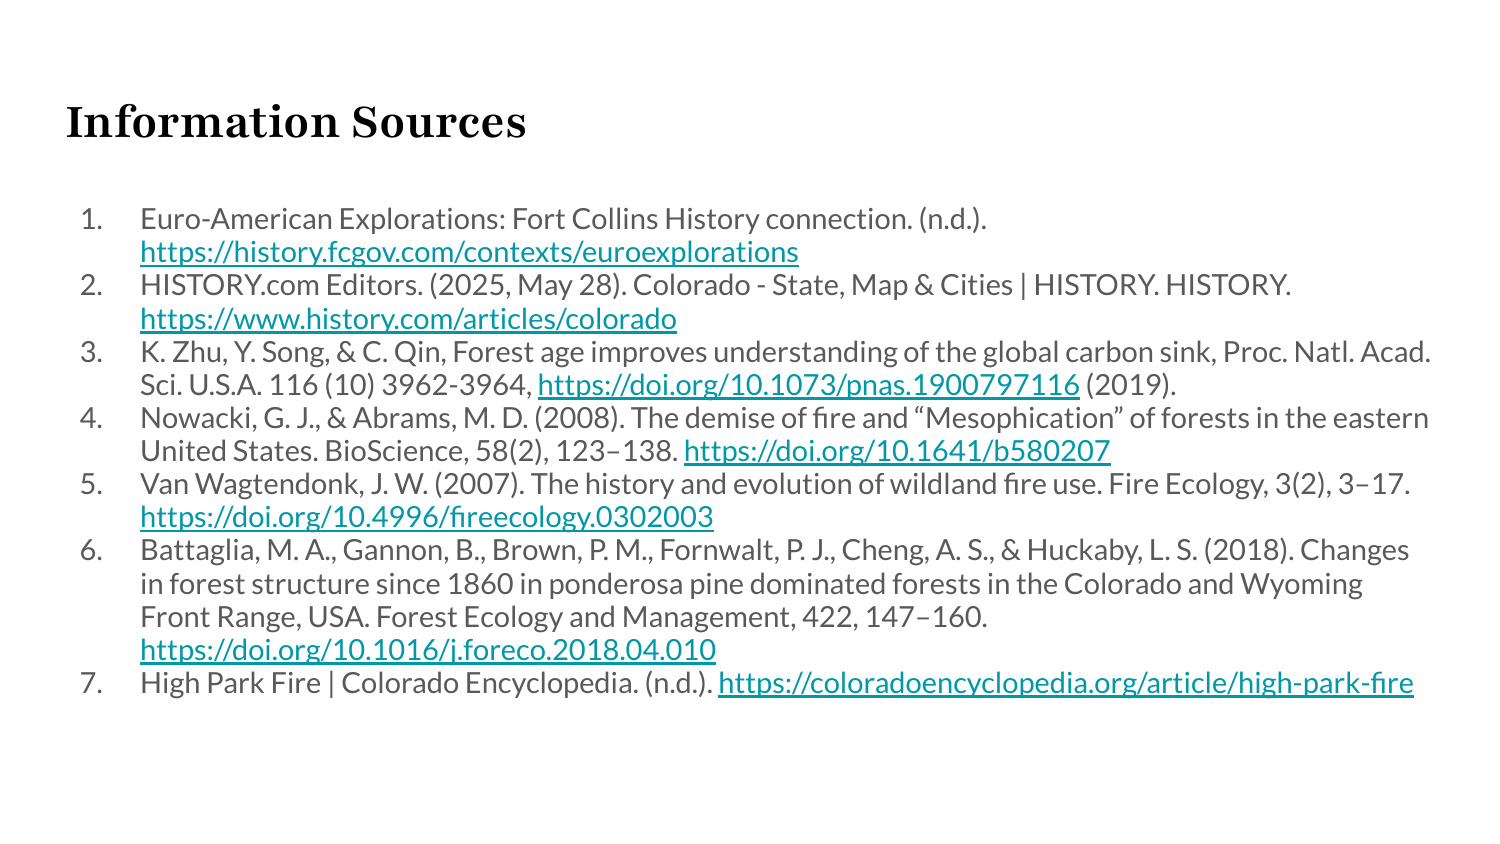 Information Sources
1. Euro-American Explorations: Fort Collins History connection. (n.d.).
https://history.fcgov.com/contexts/euroexplorations
2. HISTORY.com Editors. (2025, May 28). Colorado - State, Map & Cities | HISTORY. HISTORY.
https://www.history.com/articles/colorado
3. K. Zhu, Y. Song, & C. Qin, Forest age improves understanding of the global carbon sink, Proc. Natl. Acad.
Sci. U.S.A. 116 (10) 3962-3964, https://doi.org/10.1073/pnas.1900797116 (2019).
4. Nowacki, G. J., & Abrams, M. D. (2008). The demise of fire and “Mesophication” of forests in the eastern
United States. BioScience, 58(2), 123–138. https://doi.org/10.1641/b580207
5. Van Wagtendonk, J. W. (2007). The history and evolution of wildland fire use. Fire Ecology, 3(2), 3–17.
https://doi.org/10.4996/fireecology.0302003
6. Battaglia, M. A., Gannon, B., Brown, P. M., Fornwalt, P. J., Cheng, A. S., & Huckaby, L. S. (2018). Changes
in forest structure since 1860 in ponderosa pine dominated forests in the Colorado and Wyoming
Front Range, USA. Forest Ecology and Management, 422, 147–160.
https://doi.org/10.1016/j.foreco.2018.04.010
7. High Park Fire | Colorado Encyclopedia. (n.d.). https://coloradoencyclopedia.org/article/high-park-fire